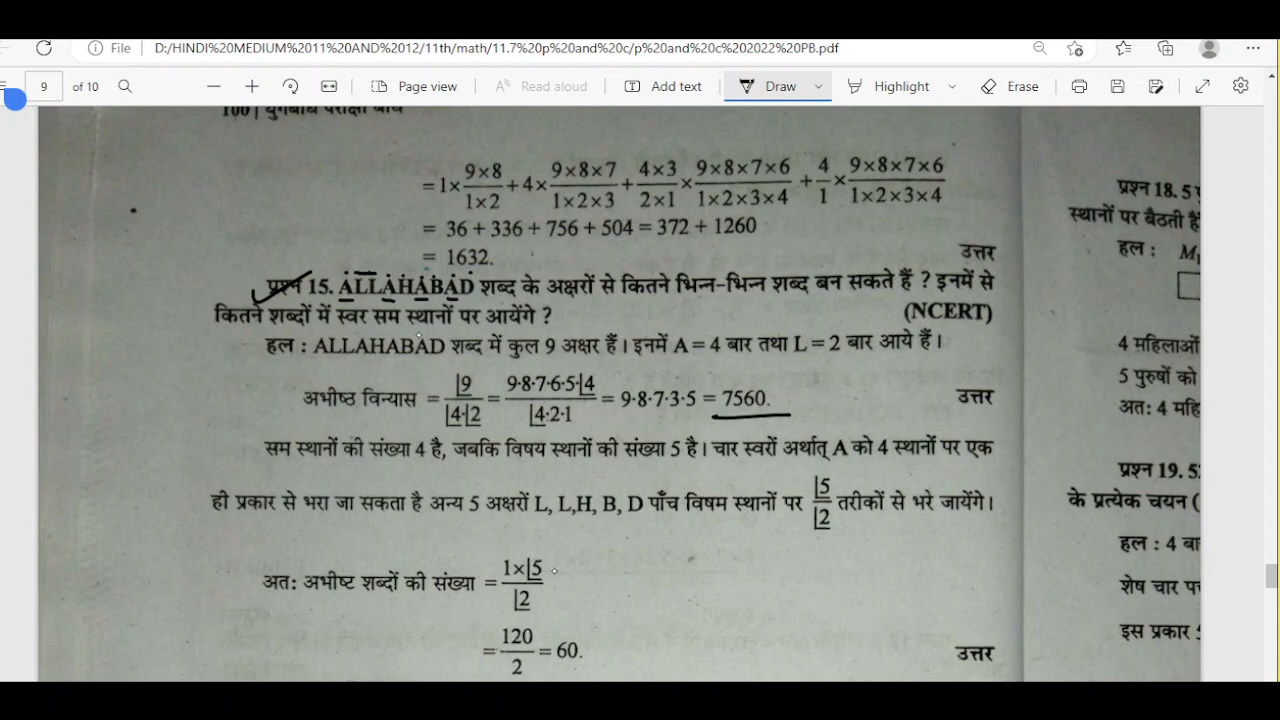 File D:/HINDI%20MEDIUM%2011%20AND%2012/11th/math/11.7%20p%20and%20c/p%20and%20c%202022%20PB.pdf
9 of 10 Page view Read aloud Add text Draw Highlight Erase
100 | युगबोध परीक्षा बोध
= 1× 9×8/1×2 + 4× 9×8×7/1×2×3 + 4×3/2×1 × 9×8×7×6/1×2×3×4 + 4/1 × 9×8×7×6/1×2×3×4
= 36 + 336 + 756 + 504 = 372 + 1260
= 1632. उत्तर
प्रश्न 15. ALLAHABAD शब्द के अक्षरों से कितने भिन्न-भिन्न शब्द बन सकते हैं ? इनमें से
कितने शब्दों में स्वर सम स्थानों पर आयेंगे ? (NCERT)
हल : ALLAHABAD शब्द में कुल 9 अक्षर हैं। इनमें A = 4 बार तथा L = 2 बार आये हैं।
अभीष्ठ विन्यास = ⌊9/⌊4·⌊2 = 9·8·7·6·5·⌊4/⌊4·2·1 = 9·8·7·3·5 = 7560. उत्तर
सम स्थानों की संख्या 4 है, जबकि विषय स्थानों की संख्या 5 है। चार स्वरों अर्थात् A को 4 स्थानों पर एक
ही प्रकार से भरा जा सकता है अन्य 5 अक्षरों L, L,H, B, D पाँच विषम स्थानों पर ⌊5/⌊2 तरीकों से भरे जायेंगे।
अत: अभीष्ट शब्दों की संख्या = 1×⌊5/⌊2
= 120/2 = 60. उत्तर
प्रश्न 18. 5
स्थानों पर बैठती हैं
हल : M₁
4 महिलाओं
5 पुरुषों को
अत: 4 महि
प्रश्न 19. 5
के प्रत्येक चयन (
हल : 4 बा
शेष चार पत्
इस प्रकार 5